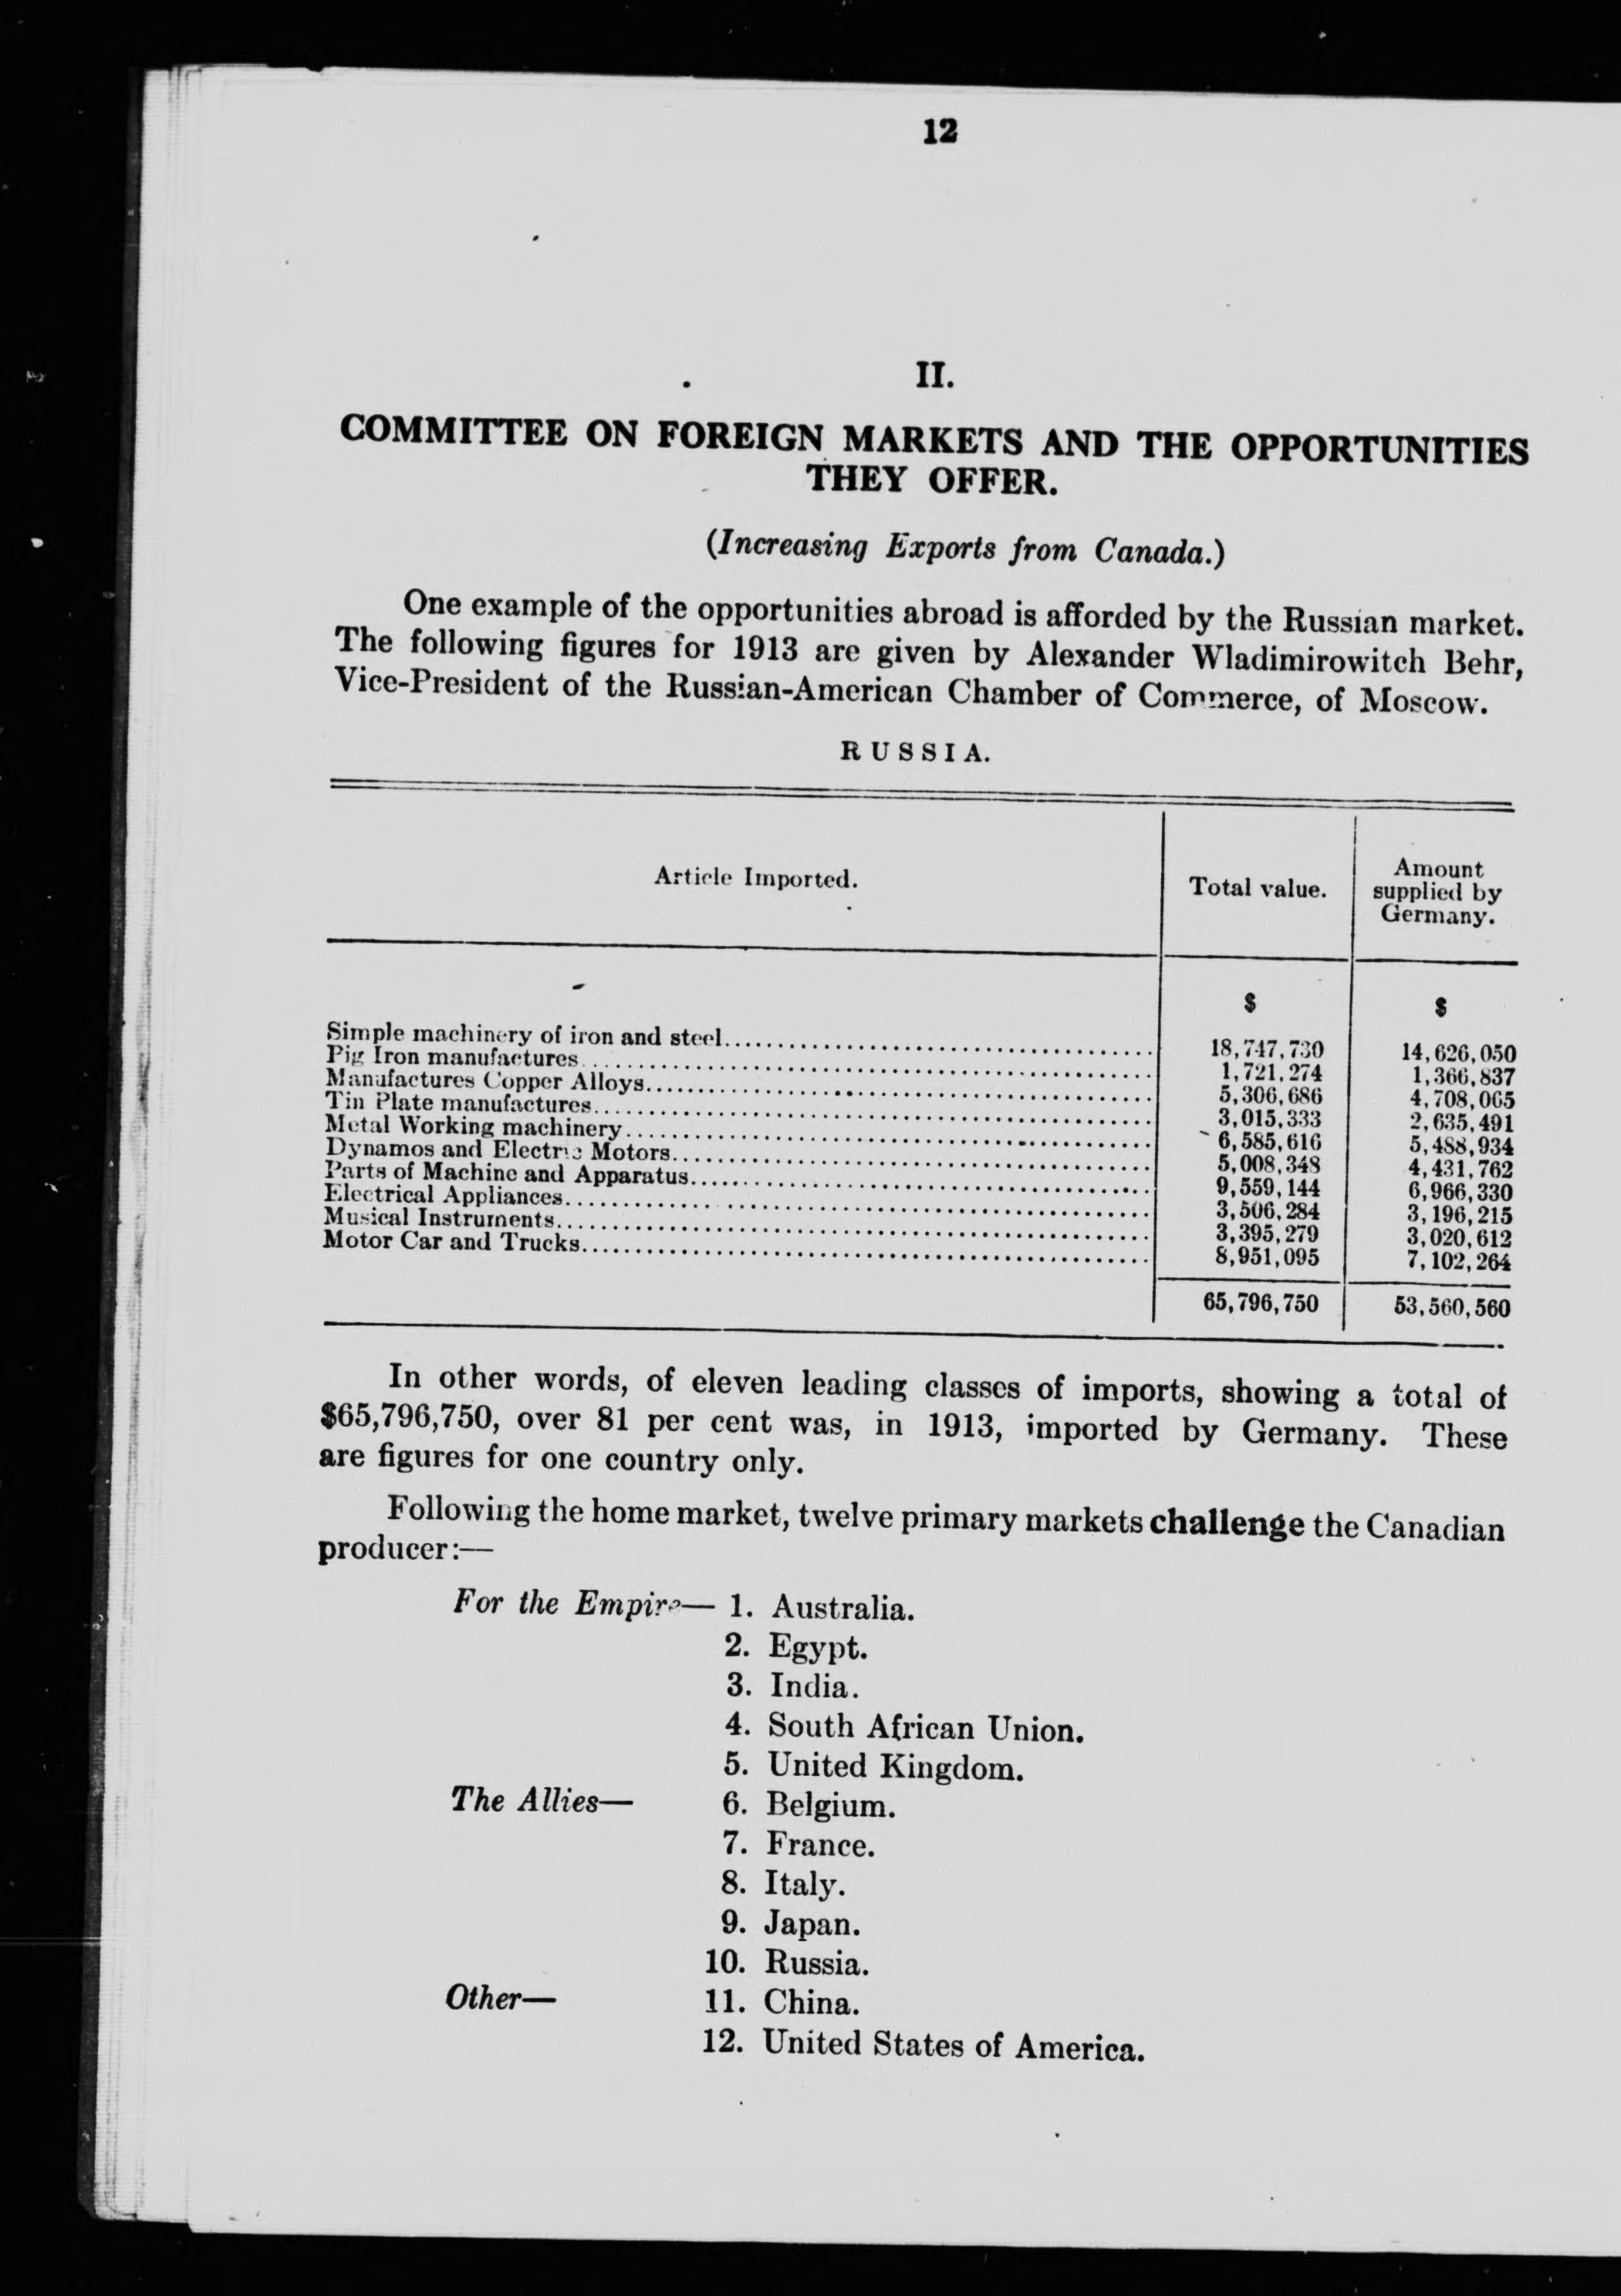 12
II.
COMMITTEE ON FOREIGN MARKETS AND THE OPPORTUNITIES
THEY OFFER.
(Increasing Exports from Canada.)
One example of the opportunities abroad is afforded by the Russian market.
The following figures for 1913 are given by Alexander Wladimirowitch Behr,
Vice-President of the Russian-American Chamber of Commerce, of Moscow.
RUSSIA.
Article Imported. Total value. Amount supplied by Germany.
$ $
Simple machinery of iron and steel 18,747,730 14,626,050
Pig Iron manufactures 1,721,274 1,366,837
Manufactures Copper Alloys 5,306,686 4,708,065
Tin Plate manufactures 3,015,333 2,635,491
Metal Working machinery 6,585,616 5,488,934
Dynamos and Electric Motors 5,008,348 4,431,762
Parts of Machine and Apparatus 9,559,144 6,966,330
Electrical Appliances 3,506,284 3,196,215
Musical Instruments 3,395,279 3,020,612
Motor Car and Trucks 8,951,095 7,102,264
65,796,750 53,560,560
In other words, of eleven leading classes of imports, showing a total of
$65,796,750, over 81 per cent was, in 1913, imported by Germany. These
are figures for one country only.
Following the home market, twelve primary markets challenge the Canadian
producer:—
For the Empire— 1. Australia.
2. Egypt.
3. India.
4. South African Union.
5. United Kingdom.
The Allies— 6. Belgium.
7. France.
8. Italy.
9. Japan.
10. Russia.
Other— 11. China.
12. United States of America.